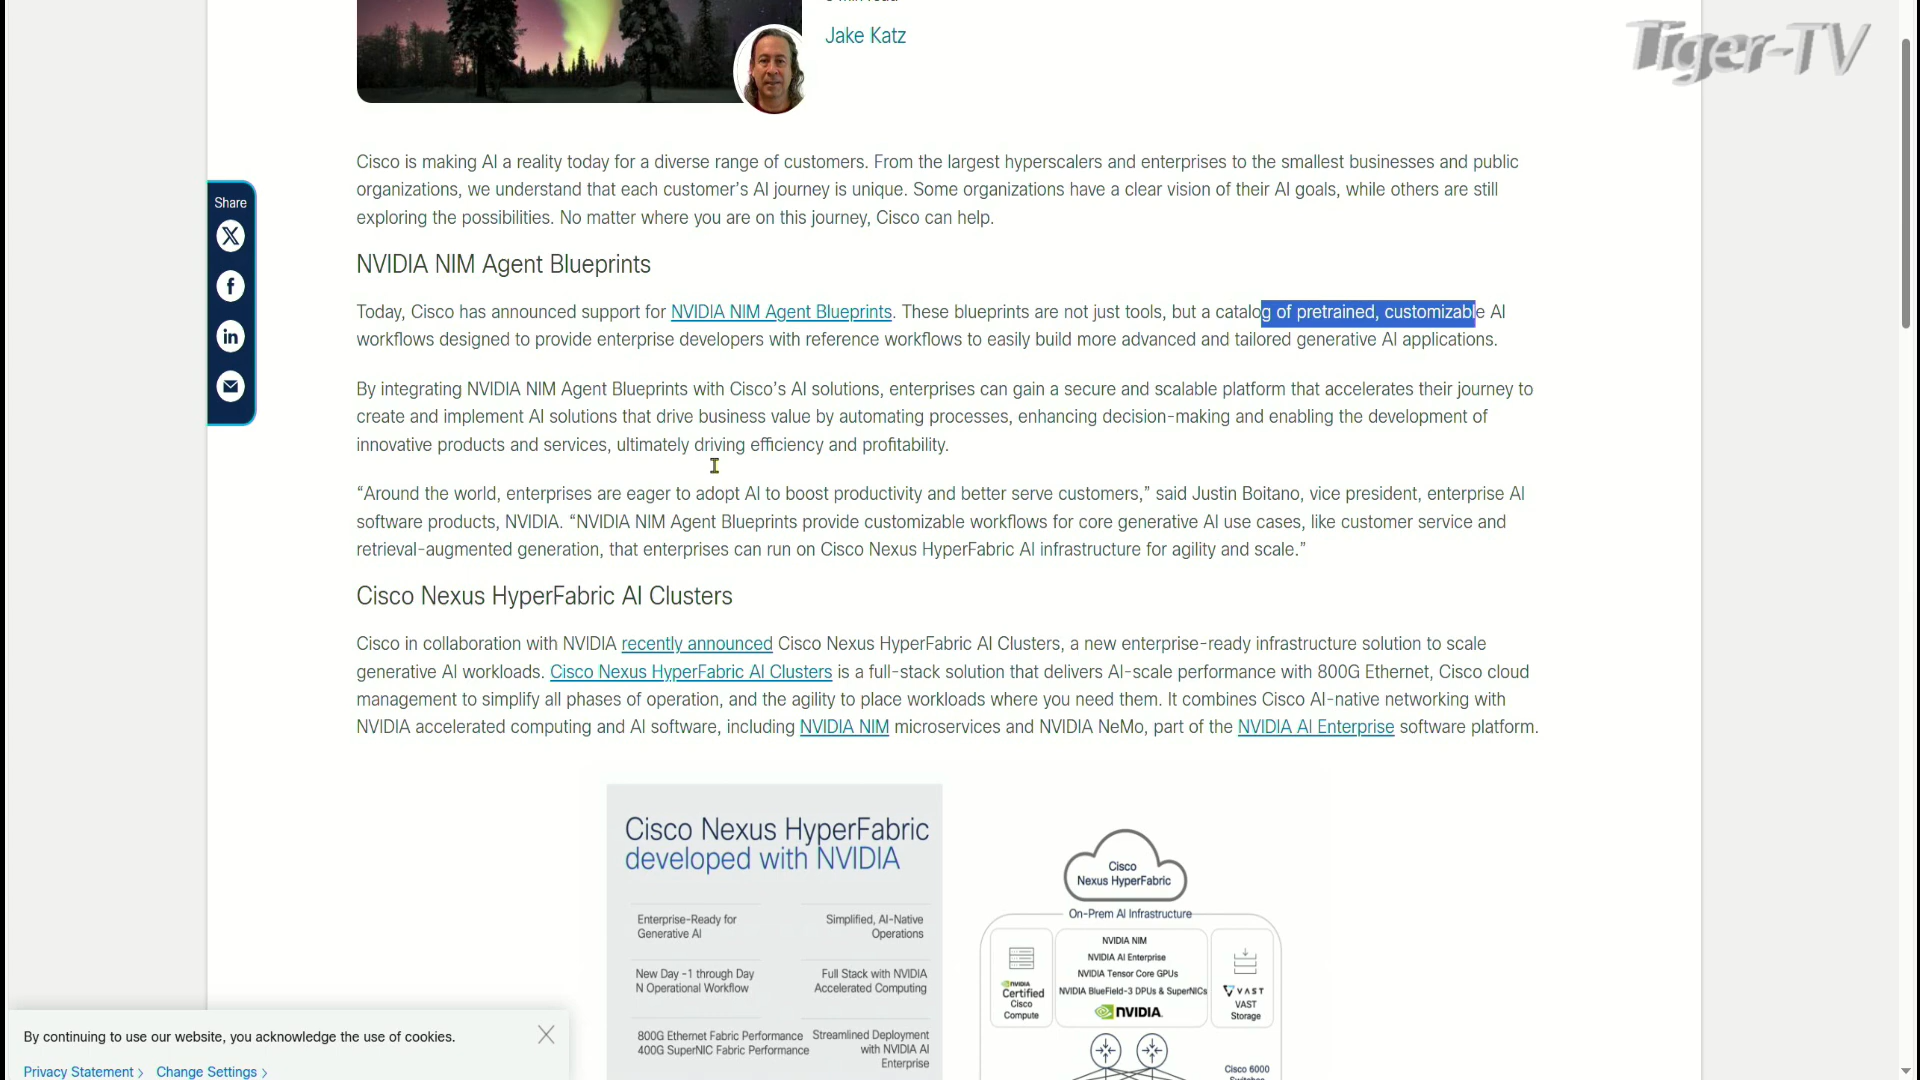 Jake Katz
Tiger-TV
Share
Cisco is making AI a reality today for a diverse range of customers. From the largest hyperscalers and enterprises to the smallest businesses and public
organizations, we understand that each customer’s AI journey is unique. Some organizations have a clear vision of their AI goals, while others are still
exploring the possibilities. No matter where you are on this journey, Cisco can help.
NVIDIA NIM Agent Blueprints
Today, Cisco has announced support for NVIDIA NIM Agent Blueprints. These blueprints are not just tools, but a catalog of pretrained, customizable AI
workflows designed to provide enterprise developers with reference workflows to easily build more advanced and tailored generative AI applications.
By integrating NVIDIA NIM Agent Blueprints with Cisco’s AI solutions, enterprises can gain a secure and scalable platform that accelerates their journey to
create and implement AI solutions that drive business value by automating processes, enhancing decision-making and enabling the development of
innovative products and services, ultimately driving efficiency and profitability.
“Around the world, enterprises are eager to adopt AI to boost productivity and better serve customers,” said Justin Boitano, vice president, enterprise AI
software products, NVIDIA. “NVIDIA NIM Agent Blueprints provide customizable workflows for core generative AI use cases, like customer service and
retrieval-augmented generation, that enterprises can run on Cisco Nexus HyperFabric AI infrastructure for agility and scale.”
Cisco Nexus HyperFabric AI Clusters
Cisco in collaboration with NVIDIA recently announced Cisco Nexus HyperFabric AI Clusters, a new enterprise-ready infrastructure solution to scale
generative AI workloads. Cisco Nexus HyperFabric AI Clusters is a full-stack solution that delivers AI-scale performance with 800G Ethernet, Cisco cloud
management to simplify all phases of operation, and the agility to place workloads where you need them. It combines Cisco AI-native networking with
NVIDIA accelerated computing and AI software, including NVIDIA NIM microservices and NVIDIA NeMo, part of the NVIDIA AI Enterprise software platform.
Cisco Nexus HyperFabric
developed with NVIDIA
Enterprise-Ready for
Generative AI
Simplified, AI-Native
Operations
New Day -1 through Day
N Operational Workflow
Full Stack with NVIDIA
Accelerated Computing
800G Ethernet Fabric Performance
400G SuperNIC Fabric Performance
Streamlined Deployment
with NVIDIA AI
Enterprise
Cisco
Nexus HyperFabric
On-Prem AI Infrastructure
NVIDIA
Certified
Cisco
Compute
NVIDIA NIM
NVIDIA AI Enterprise
NVIDIA Tensor Core GPUs
NVIDIA BlueField-3 DPUs & SuperNICs
NVIDIA
VAST
VAST
Storage
Cisco 6000
By continuing to use our website, you acknowledge the use of cookies.
Privacy Statement >
Change Settings >